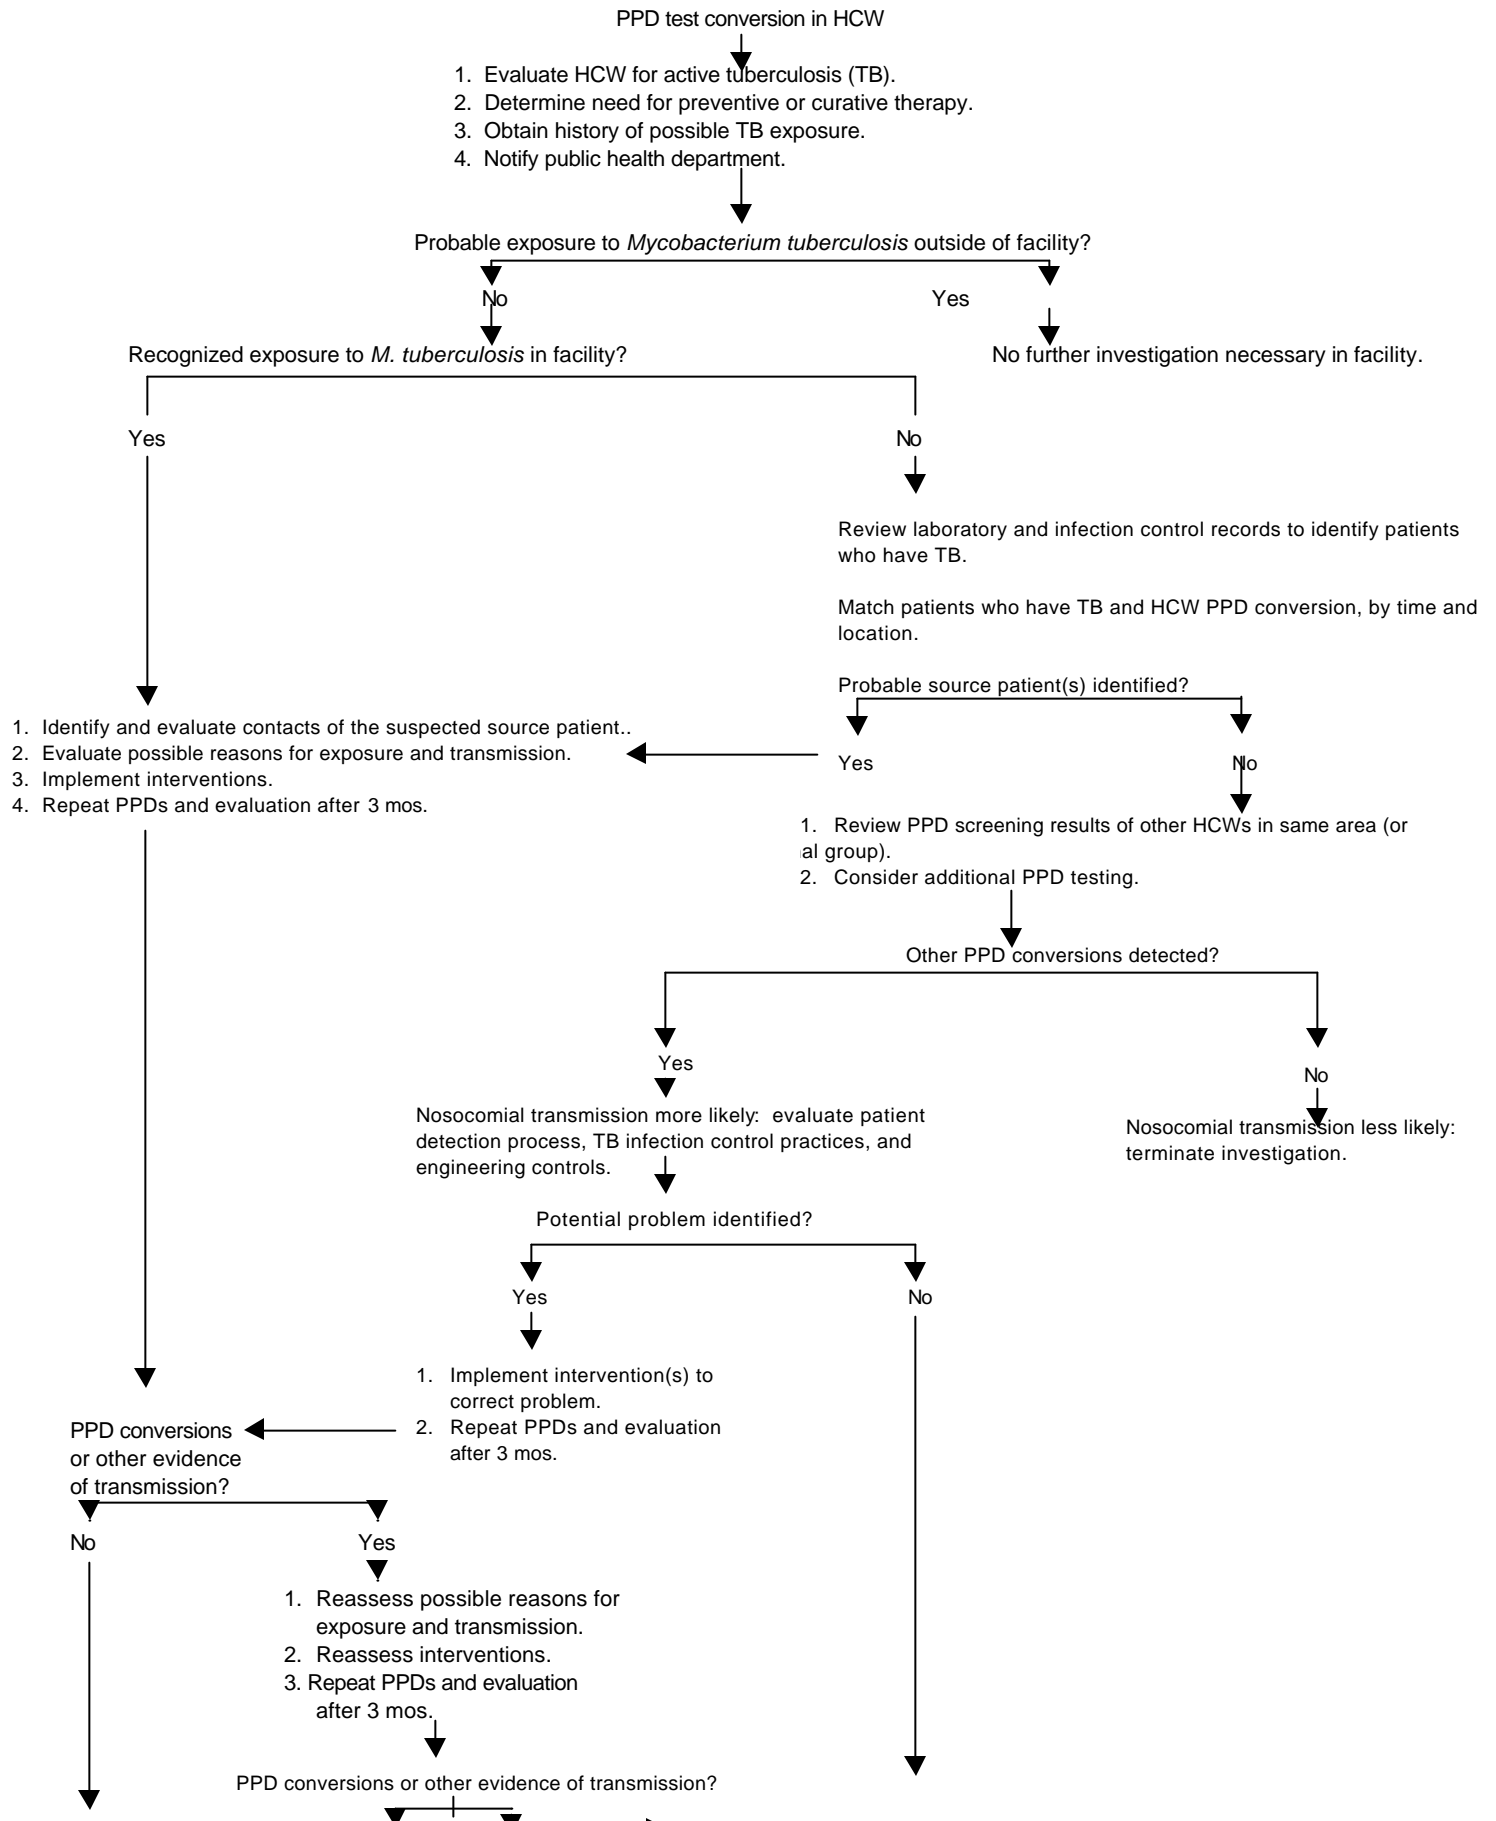 PPD test conversion in HCW
1. Evaluate HCW for active tuberculosis (TB).
2. Determine need for preventive or curative therapy.
3. Obtain history of possible TB exposure.
4. Notify public health department.
Probable exposure to Mycobacterium tuberculosis outside of facility?
No
Yes
Recognized exposure to M. tuberculosis in facility?
No further investigation necessary in facility.
Yes
No
Review laboratory and infection control records to identify patients
who have TB.
Match patients who have TB and HCW PPD conversion, by time and
location.
Probable source patient(s) identified?
1. Identify and evaluate contacts of the suspected source patient..
2. Evaluate possible reasons for exposure and transmission.
3. Implement interventions.
4. Repeat PPDs and evaluation after 3 mos.
Yes
No
1. Review PPD screening results of other HCWs in same area (or
al group).
2. Consider additional PPD testing.
Other PPD conversions detected?
Yes
No
Nosocomial transmission more likely: evaluate patient
detection process, TB infection control practices, and
engineering controls.
Nosocomial transmission less likely:
terminate investigation.
Potential problem identified?
Yes
No
1. Implement intervention(s) to
correct problem.
2. Repeat PPDs and evaluation
after 3 mos.
PPD conversions
or other evidence
of transmission?
No
Yes
1. Reassess possible reasons for
exposure and transmission.
2. Reassess interventions.
3. Repeat PPDs and evaluation
after 3 mos.
PPD conversions or other evidence of transmission?